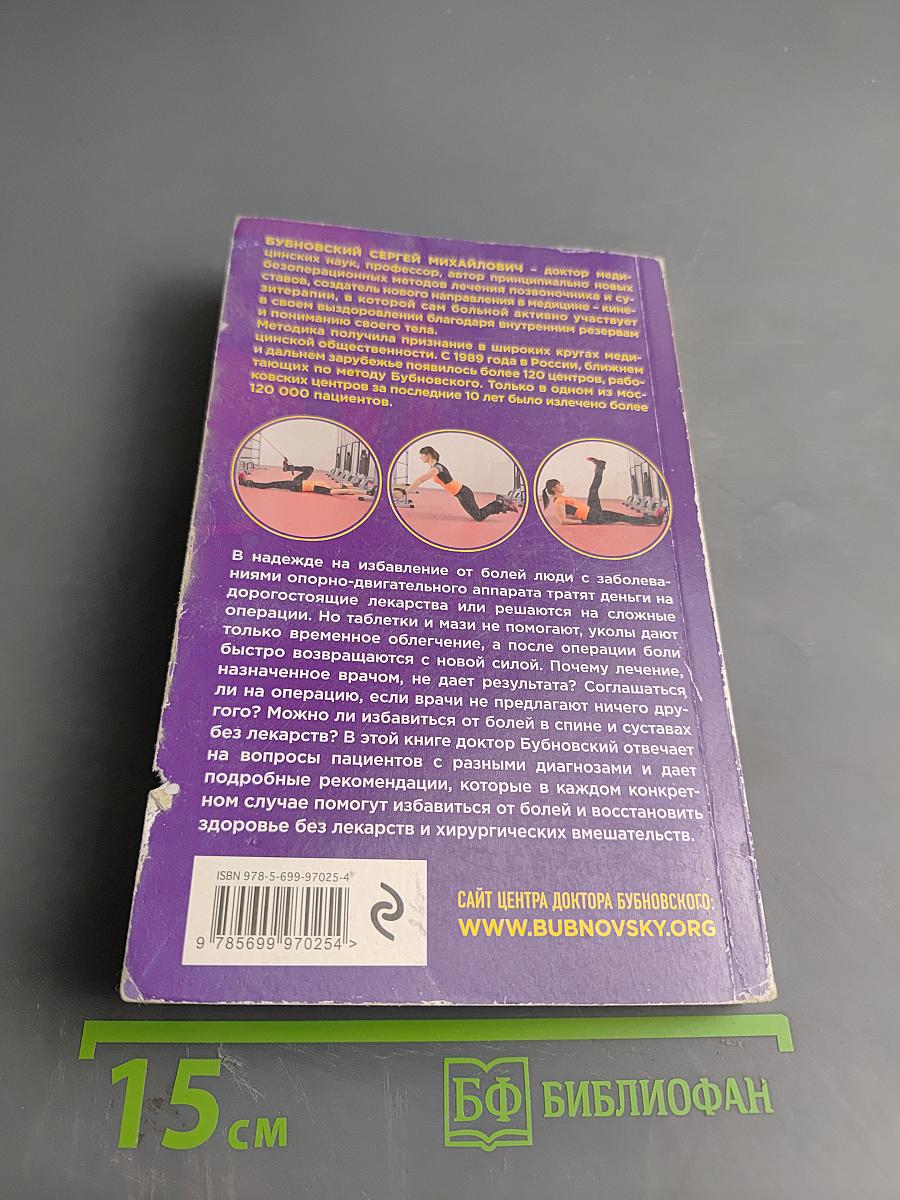 БУБНОВСКИЙ СЕРГЕЙ МИХАЙЛОВИЧ – доктор меди-
цинских наук, профессор, автор принципиально новых
безоперационных методов лечения позвоночника и су-
ставов, создатель нового направления в медицине – кине-
зитерапии, в которой сам больной активно участвует
в своем выздоровлении благодаря внутренним резервам
и пониманию своего тела.
Методика получила признание в широких кругах меди-
цинской общественности. С 1989 года в России, ближнем
и дальнем зарубежье появилось более 120 центров, рабо-
тающих по методу Бубновского. Только в одном из мос-
ковских центров за последние 10 лет было излечено более
120 000 пациентов.
В надежде на избавление от болей люди с заболева-
ниями опорно-двигательного аппарата тратят деньги на
дорогостоящие лекарства или решаются на сложные
операции. Но таблетки и мази не помогают, уколы дают
только временное облегчение, а после операции боли
быстро возвращаются с новой силой. Почему лечение,
назначенное врачом, не дает результата? Соглашаться
ли на операцию, если врачи не предлагают ничего дру-
гого? Можно ли избавиться от болей в спине и суставах
без лекарств? В этой книге доктор Бубновский отвечает
на вопросы пациентов с разными диагнозами и дает
подробные рекомендации, которые в каждом конкрет-
ном случае помогут избавиться от болей и восстановить
здоровье без лекарств и хирургических вмешательств.
ISBN 978-5-699-97025-4
9 785699 970254 >
САЙТ ЦЕНТРА ДОКТОРА БУБНОВСКОГО:
WWW.BUBNOVSKY.ORG
15 см
БФ БИБЛИОФАН